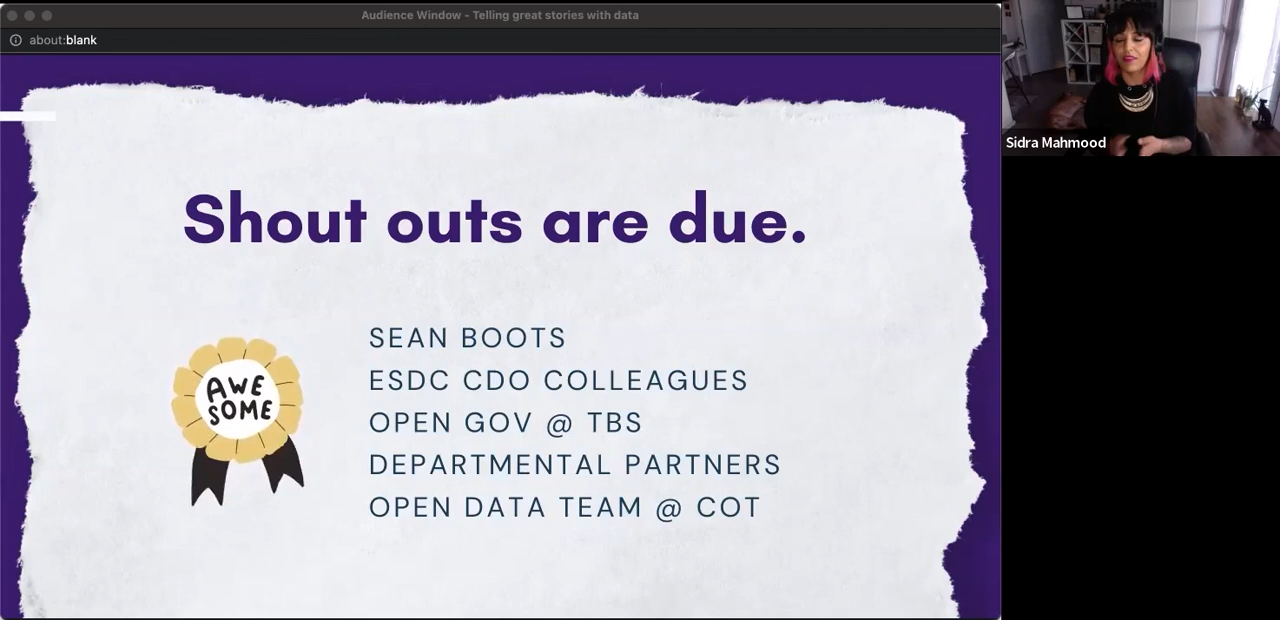 Audience Window - Telling great stories with data
about:blank
Shout outs are due.
AWE
SOME
SEAN BOOTS
ESDC CDO COLLEAGUES
OPEN GOV @ TBS
DEPARTMENTAL PARTNERS
OPEN DATA TEAM @ COT
Sidra Mahmood